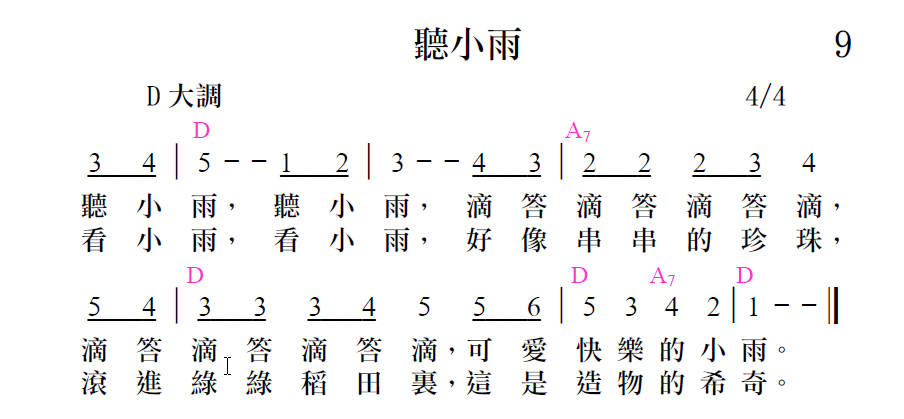 聽小雨 9
D 大調 4/4
D A7
3 4 | 5 - - 1 2 | 3 - - 4 3 | 2 2 2 3 4
聽 小 雨， 聽 小 雨， 滴 答 滴 答 滴 答 滴，
看 小 雨， 看 小 雨， 好 像 串 串 的 珍 珠，
D D A7 D
5 4 | 3 3 3 4 5 5 6 | 5 3 4 2 | 1 - - ‖
滴 答 滴 答 滴 答 滴，可 愛 快 樂 的 小 雨。
滾 進 綠 綠 稻 田 裏，這 是 造 物 的 希 奇。